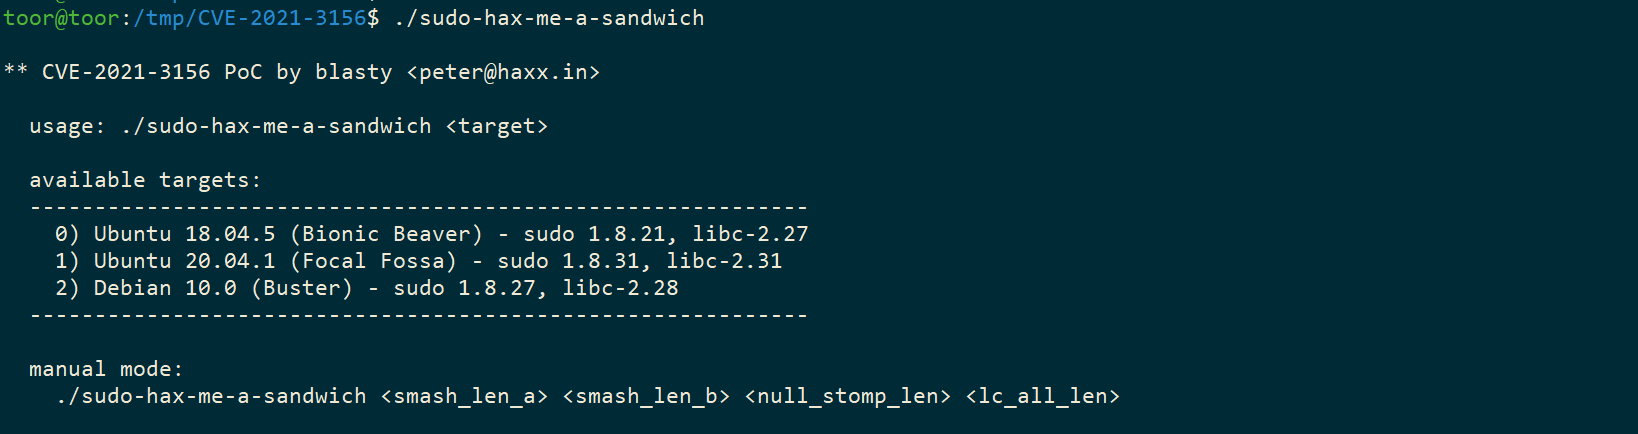 toor@toor:/tmp/CVE-2021-3156$ ./sudo-hax-me-a-sandwich
** CVE-2021-3156 PoC by blasty <peter@haxx.in>
usage: ./sudo-hax-me-a-sandwich <target>
available targets:
------------------------------------------------------------
0) Ubuntu 18.04.5 (Bionic Beaver) - sudo 1.8.21, libc-2.27
1) Ubuntu 20.04.1 (Focal Fossa) - sudo 1.8.31, libc-2.31
2) Debian 10.0 (Buster) - sudo 1.8.27, libc-2.28
------------------------------------------------------------
manual mode:
./sudo-hax-me-a-sandwich <smash_len_a> <smash_len_b> <null_stomp_len> <lc_all_len>